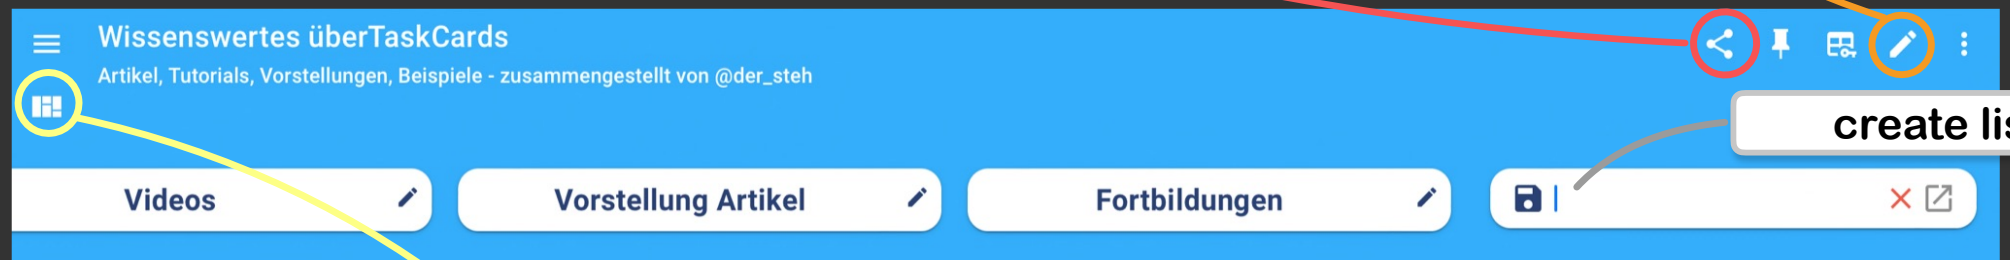 Wissenswertes überTaskCards
Artikel, Tutorials, Vorstellungen, Beispiele - zusammengestellt von @der_steh
create lis
Videos
Vorstellung Artikel
Fortbildungen